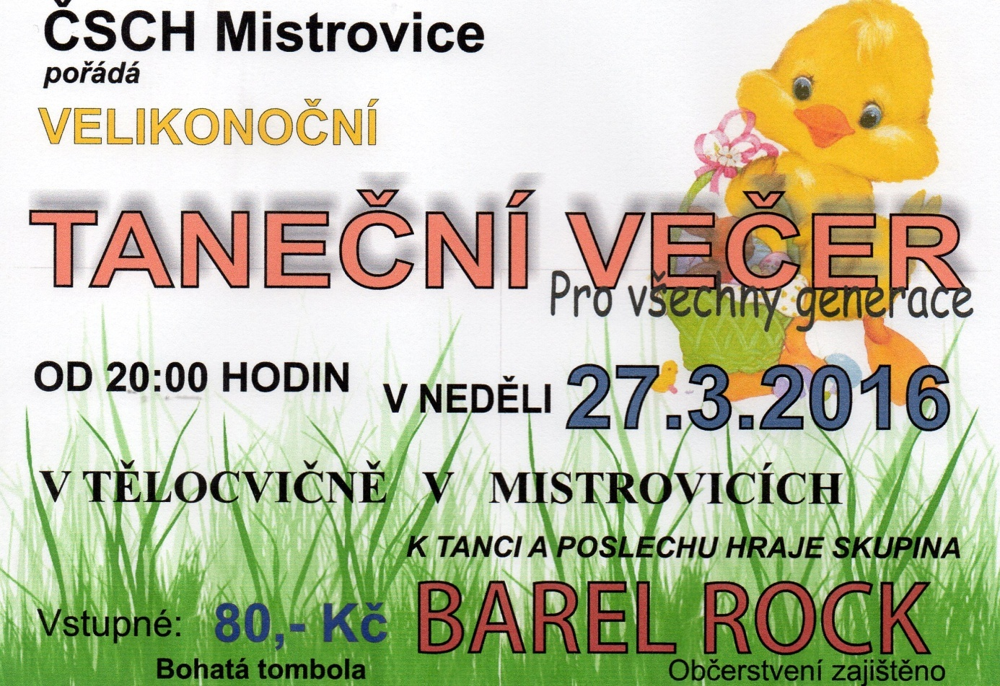 ČSCH Mistrovice
pořádá
VELIKONOČNÍ
TANEČNÍ VEČER
Pro všechny generace
OD 20:00 HODIN
V NEDĚLI 27.3.2016
V TĚLOCVIČNĚ V MISTROVICÍCH
K TANCI A POSLECHU HRAJE SKUPINA
BAREL ROCK
Vstupné: 80,- Kč
Bohatá tombola
Občerstvení zajištěno